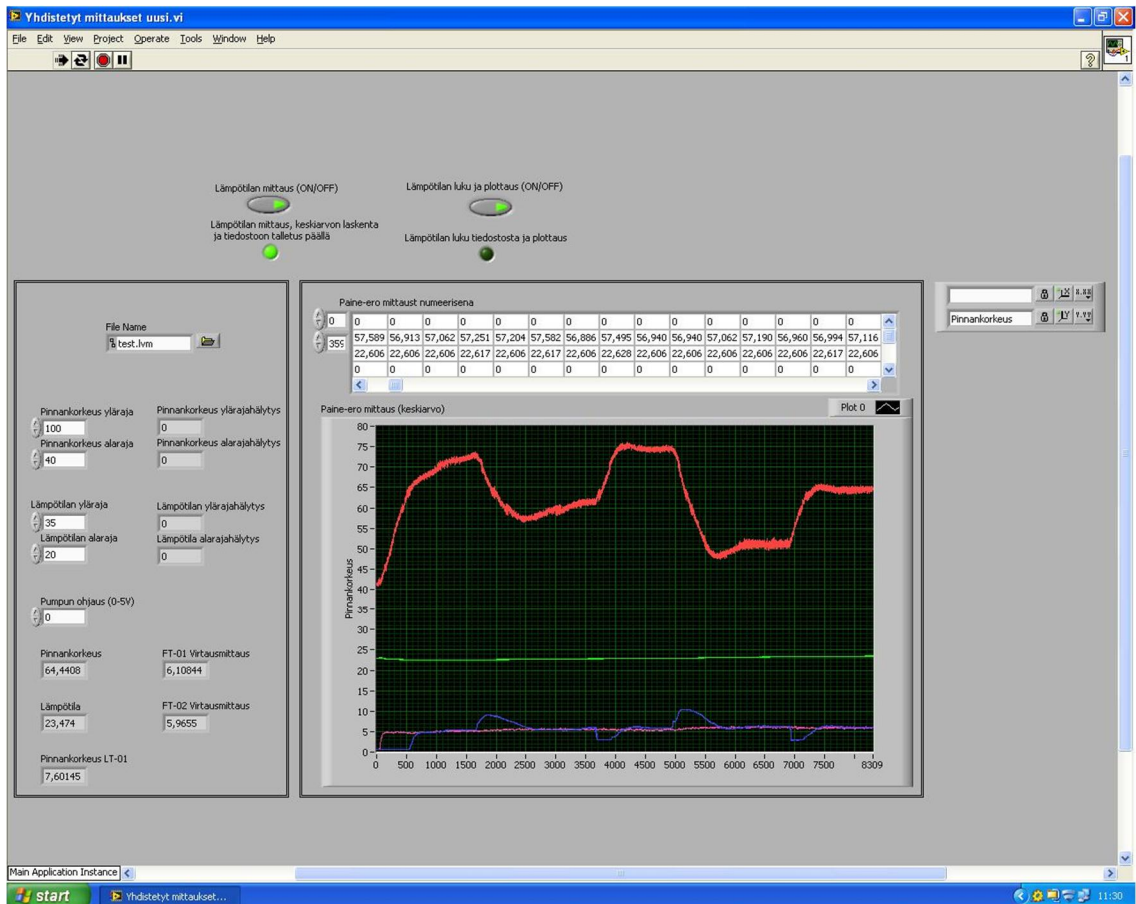 Yhdistetyt mittaukset uusi.vi
File Edit View Project Operate Tools Window Help
1
Lämpötilan mittaus (ON/OFF)
Lämpötilan luku ja plottaus (ON/OFF)
Lämpötilan mittaus, keskiarvon laskenta
ja tiedostoon talletus päällä
Lämpötilan luku tiedostosta ja plottaus
File Name
test.lvm
Pinnankorkeus yläraja
Pinnankorkeus ylärajahälytys
100
0
Pinnankorkeus alaraja
Pinnankorkeus alarajahälytys
40
0
Lämpötilan yläraja
Lämpötilan ylärajahälytys
35
0
Lämpötilan alaraja
Lämpötila alarajahälytys
20
0
Pumpun ohjaus (0-5V)
0
Pinnankorkeus
FT-01 Virtausmittaus
64,4408
6,10844
Lämpötila
FT-02 Virtausmittaus
23,474
5,9655
Pinnankorkeus LT-01
7,60145
Paine-ero mittaust numeerisena
0
359
0 0 0 0 0 0 0 0 0 0 0 0 0 0 0
57,589 56,913 57,062 57,251 57,204 57,582 56,886 57,495 56,940 56,940 57,062 57,190 56,960 56,994 57,116
22,606 22,606 22,606 22,617 22,606 22,617 22,606 22,606 22,628 22,606 22,606 22,606 22,606 22,617 22,606
0 0 0 0 0 0 0 0 0 0 0 0 0 0 0
Paine-ero mittaus (keskiarvo)
Plot 0
Pinnankorkeus
80
75
70
65
60
55
50
45
40
35
30
25
20
15
10
5
0
0 500 1000 1500 2000 2500 3000 3500 4000 4500 5000 5500 6000 6500 7000 7500 8309
X X.XX
Pinnankorkeus Y Y.YY
Main Application Instance
start
Yhdistetyt mittaukset...
11:30